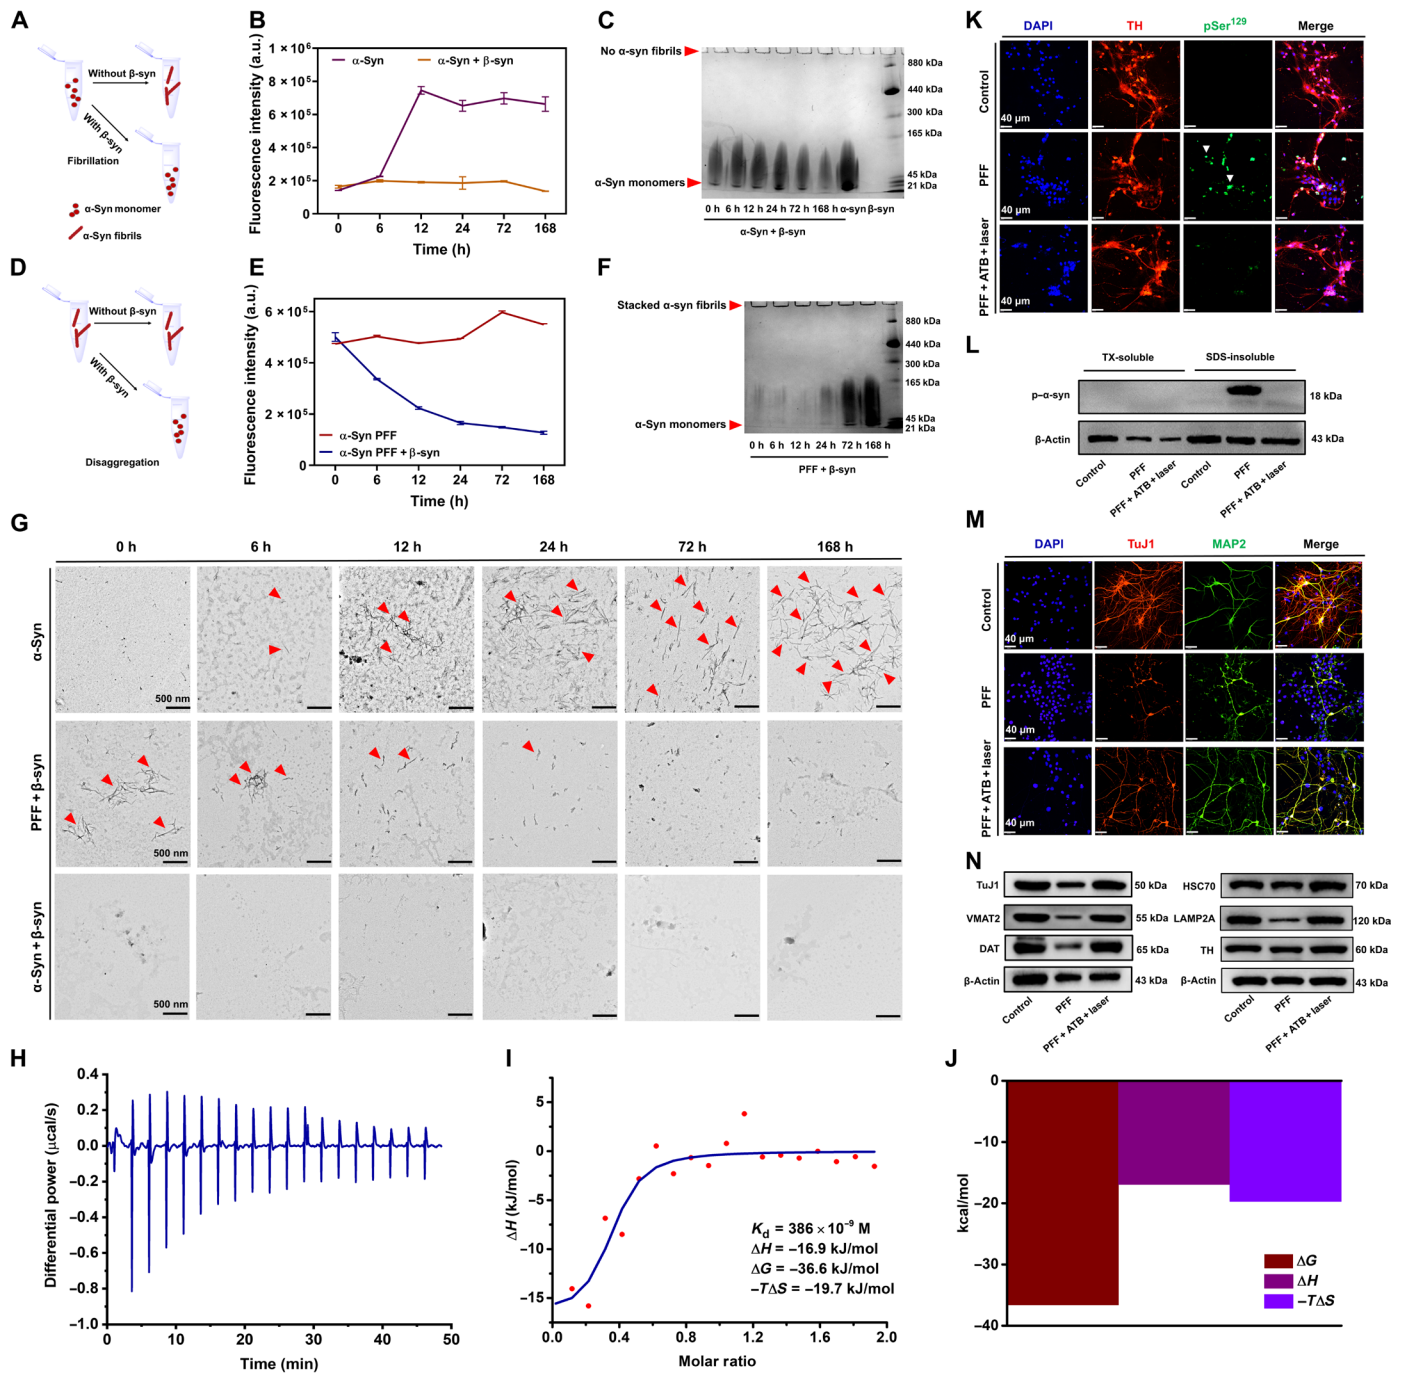 A
Without β-syn
With β-syn
Fibrillation
α-Syn monomer
α-Syn fibrils
B
Fluorescence intensity (a.u.)
1 × 10⁶
8 × 10⁵
6 × 10⁵
4 × 10⁵
2 × 10⁵
0
α-Syn
α-Syn + β-syn
0 6 12 24 72 168
Time (h)
C
No α-syn fibrils
α-Syn monomers
880 kDa
440 kDa
300 kDa
165 kDa
45 kDa
21 kDa
0 h 6 h 12 h 24 h 72 h 168 h α-syn β-syn
α-Syn + β-syn
D
Without β-syn
With β-syn
Disaggregation
E
Fluorescence intensity (a.u.)
6 × 10⁵
4 × 10⁵
2 × 10⁵
0
α-Syn PFF
α-Syn PFF + β-syn
0 6 12 24 72 168
Time (h)
F
Stacked α-syn fibrils
α-Syn monomers
880 kDa
440 kDa
300 kDa
165 kDa
45 kDa
21 kDa
0 h 6 h 12 h 24 h 72 h 168 h
PFF + β-syn
G
0 h 6 h 12 h 24 h 72 h 168 h
α-Syn
500 nm
PFF + β-syn
500 nm
α-Syn + β-syn
500 nm
H
Differential power (μcal/s)
0.4
0.2
0.0
−0.2
−0.4
−0.6
−0.8
−1.0
0 10 20 30 40 50
Time (min)
I
ΔH (kJ/mol)
5
0
−5
−10
−15
Kd = 386 × 10⁻⁹ M
ΔH = −16.9 kJ/mol
ΔG = −36.6 kJ/mol
−TΔS = −19.7 kJ/mol
0.0 0.4 0.8 1.2 1.6 2.0
Molar ratio
J
kcal/mol
0
−10
−20
−30
−40
ΔG
ΔH
−TΔS
K
DAPI TH pSer¹²⁹ Merge
Control
40 μm
PFF
40 μm
PFF + ATB + laser
40 μm
L
TX-soluble SDS-insoluble
p-α-syn
18 kDa
β-Actin
43 kDa
Control PFF PFF + ATB + laser Control PFF PFF + ATB + laser
M
DAPI TuJ1 MAP2 Merge
Control
40 μm
PFF
40 μm
PFF + ATB + laser
40 μm
N
TuJ1 50 kDa
VMAT2 55 kDa
DAT 65 kDa
β-Actin 43 kDa
Control PFF PFF + ATB + laser
HSC70 70 kDa
LAMP2A 120 kDa
TH 60 kDa
β-Actin 43 kDa
Control PFF PFF + ATB + laser